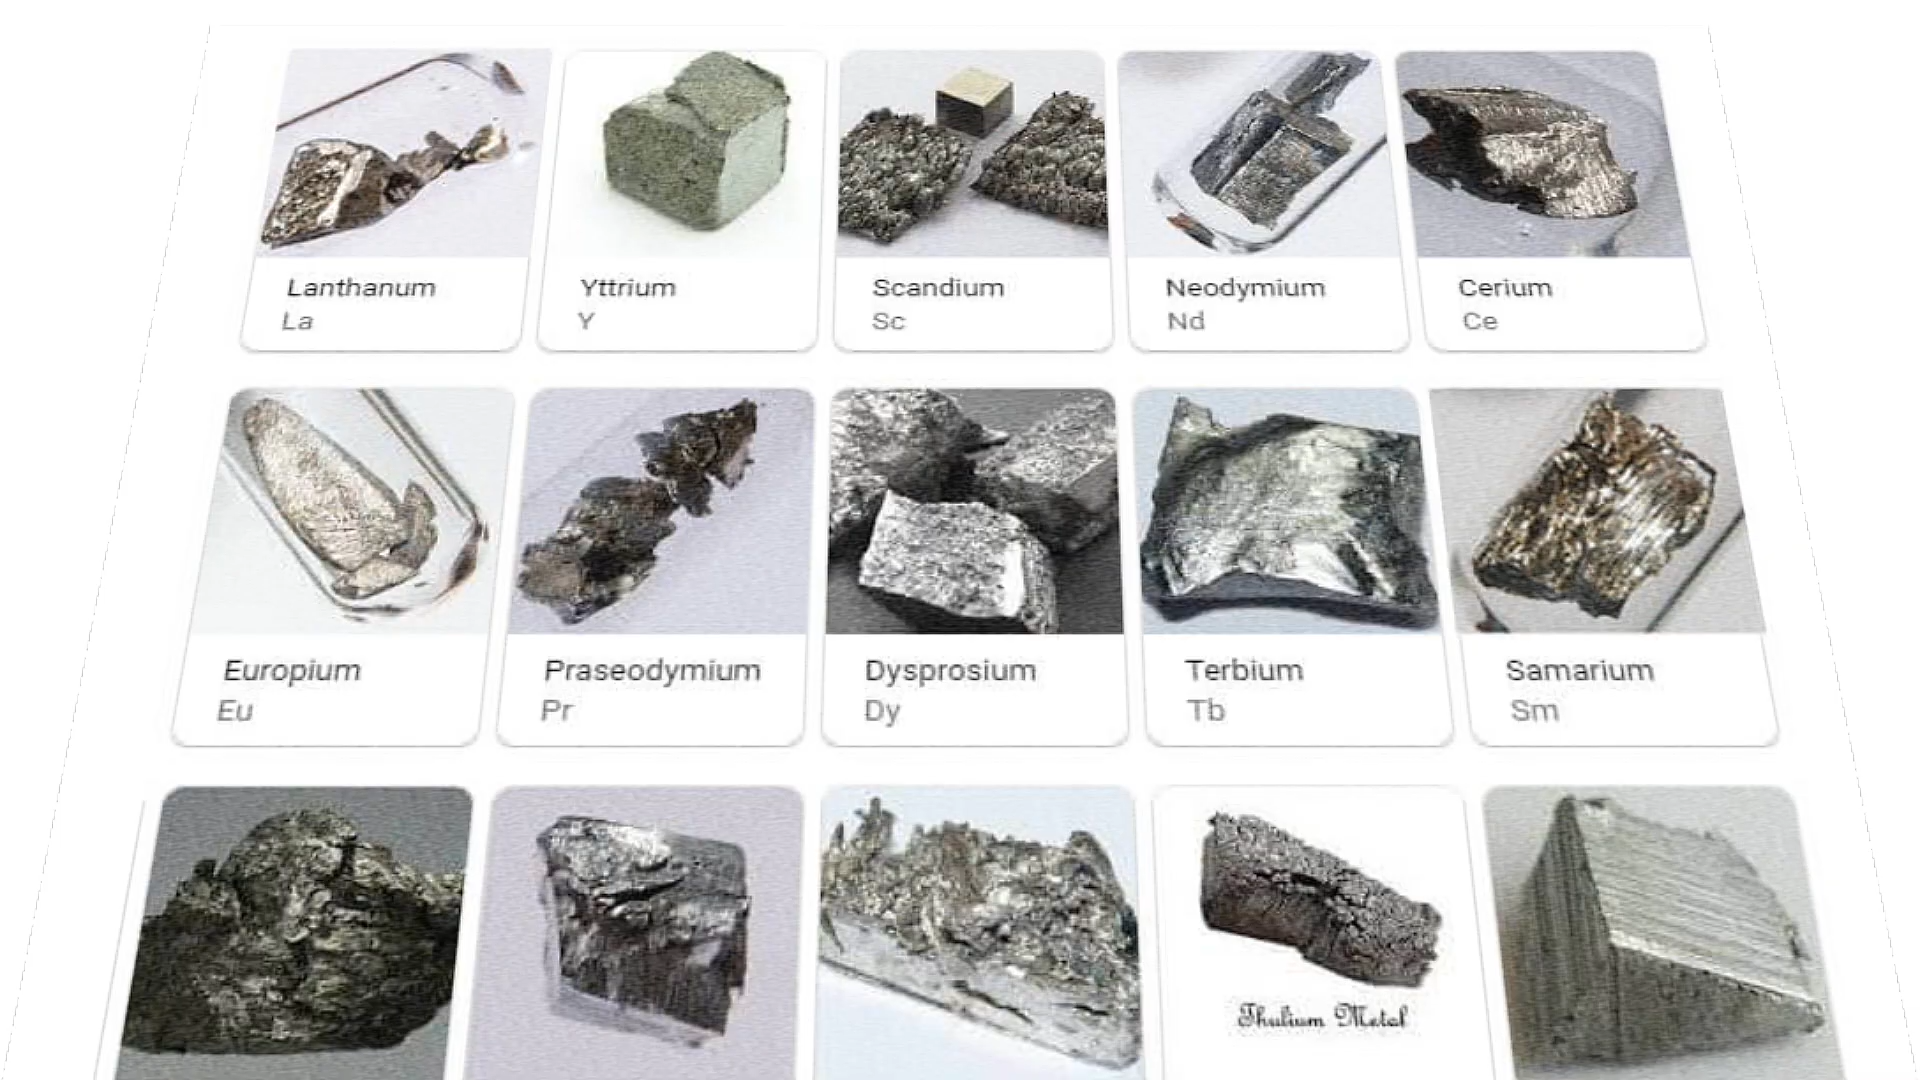 Lanthanum
La
Yttrium
Y
Scandium
Sc
Neodymium
Nd
Cerium
Ce
Europium
Eu
Praseodymium
Pr
Dysprosium
Dy
Terbium
Tb
Samarium
Sm
Thulium Metal